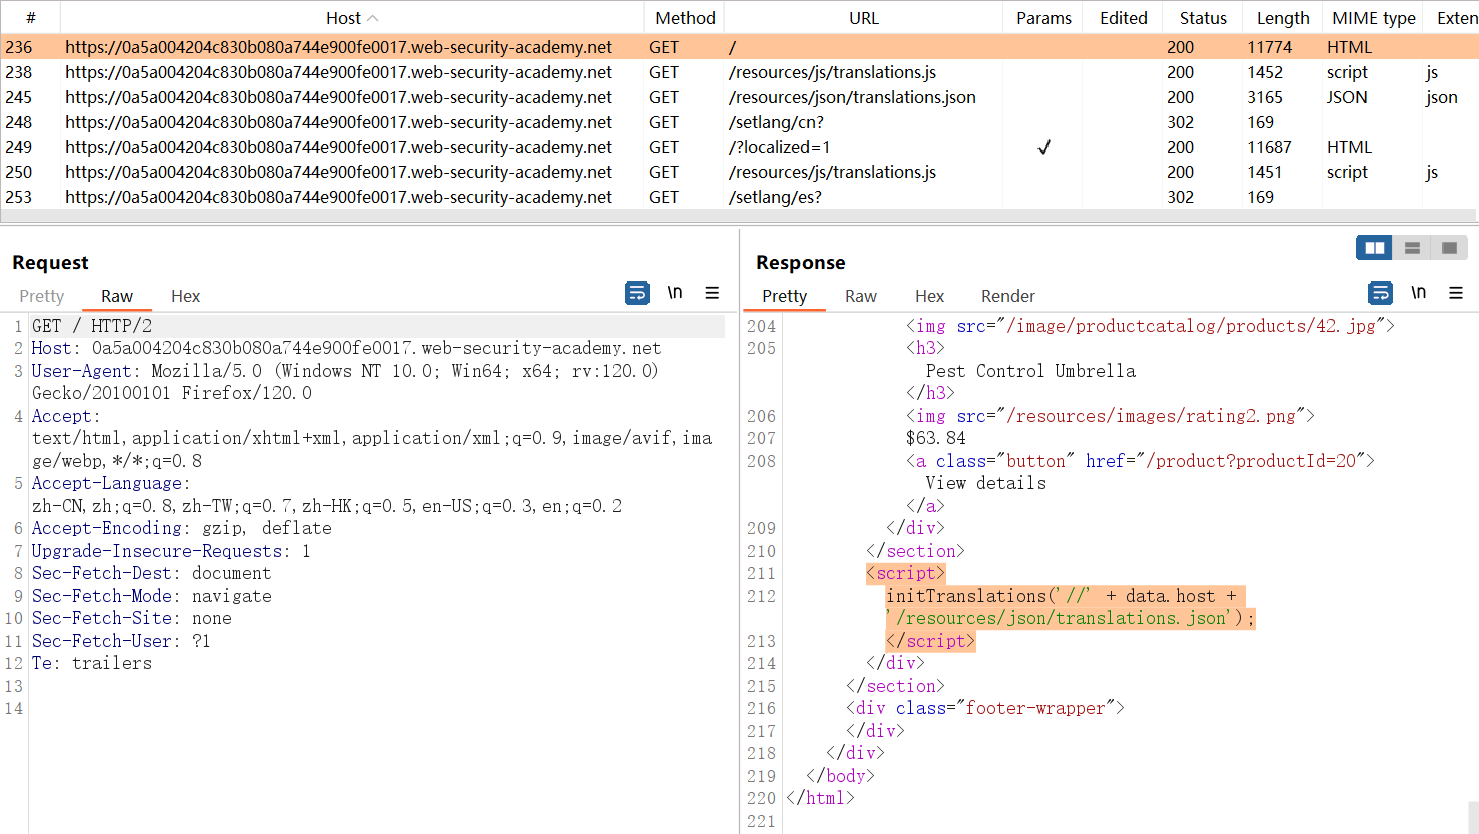 # Host Method URL Params Edited Status Length MIME type Exten
236 https://0a5a004204c830b080a744e900fe0017.web-security-academy.net GET / 200 11774 HTML
238 https://0a5a004204c830b080a744e900fe0017.web-security-academy.net GET /resources/js/translations.js 200 1452 script js
245 https://0a5a004204c830b080a744e900fe0017.web-security-academy.net GET /resources/json/translations.json 200 3165 JSON json
248 https://0a5a004204c830b080a744e900fe0017.web-security-academy.net GET /setlang/cn? 302 169
249 https://0a5a004204c830b080a744e900fe0017.web-security-academy.net GET /?localized=1 ✓ 200 11687 HTML
250 https://0a5a004204c830b080a744e900fe0017.web-security-academy.net GET /resources/js/translations.js 200 1451 script js
253 https://0a5a004204c830b080a744e900fe0017.web-security-academy.net GET /setlang/es? 302 169
Request
Pretty Raw Hex \n
1 GET / HTTP/2
2 Host: 0a5a004204c830b080a744e900fe0017.web-security-academy.net
3 User-Agent: Mozilla/5.0 (Windows NT 10.0; Win64; x64; rv:120.0)
Gecko/20100101 Firefox/120.0
4 Accept:
text/html,application/xhtml+xml,application/xml;q=0.9,image/avif,ima
ge/webp,*/*;q=0.8
5 Accept-Language:
zh-CN,zh;q=0.8,zh-TW;q=0.7,zh-HK;q=0.5,en-US;q=0.3,en;q=0.2
6 Accept-Encoding: gzip, deflate
7 Upgrade-Insecure-Requests: 1
8 Sec-Fetch-Dest: document
9 Sec-Fetch-Mode: navigate
10 Sec-Fetch-Site: none
11 Sec-Fetch-User: ?1
12 Te: trailers
13
14
Response
Pretty Raw Hex Render \n
204 <img src="/image/productcatalog/products/42.jpg">
205 <h3>
Pest Control Umbrella
</h3>
206 <img src="/resources/images/rating2.png">
207 $63.84
208 <a class="button" href="/product?productId=20">
View details
</a>
209 </div>
210 </section>
211 <script>
212 initTranslations('//' + data.host +
'/resources/json/translations.json');
213 </script>
214 </div>
215 </section>
216 <div class="footer-wrapper">
217 </div>
218 </div>
219 </body>
220 </html>
221